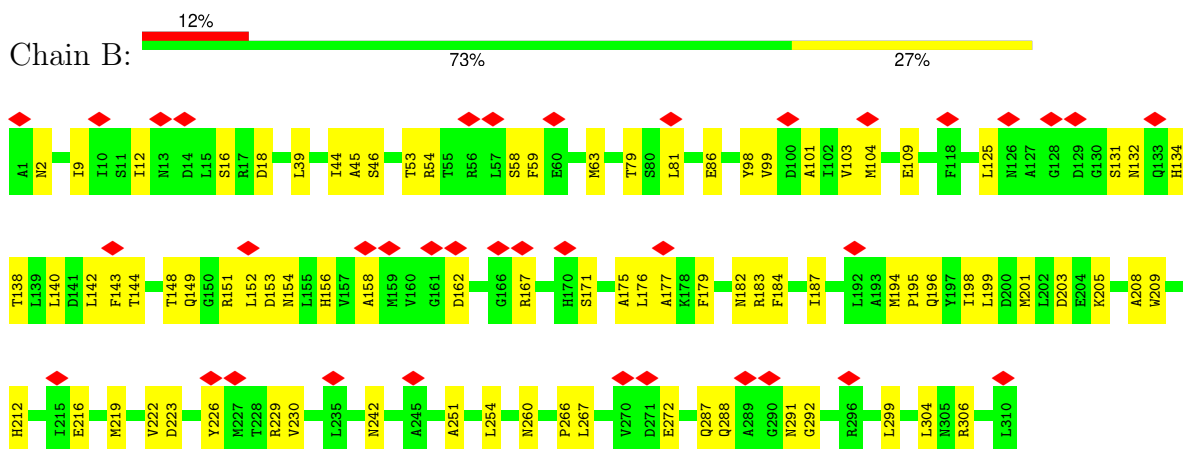 12%
Chain B:
73% 27%
A1 N2 I9 I10 S11 I12 N13 D14 L15 S16 R17 D18 L39 I44 A45 S46 T53 R54 T55 R56 L57 S58 F59 E60 M63 T79 S80 L81 E86 Y98 V99 D100 A101 I102 V103 M104 E109 F118 L125 N126 A127 G128 D129 G130 S131 N132 Q133 H134
T138 L139 L140 D141 L142 F143 T144 T148 Q149 G150 R151 L152 D153 N154 L155 H156 V157 A158 M159 V160 G161 D162 G166 R167 H170 S171 A175 L176 A177 K178 F179 N182 R183 F184 I187 L192 A193 M194 P195 Q196 Y197 I198 L199 D200 M201 L202 D203 E204 K205 A208 W209
H212 I215 E216 M219 V222 D223 Y226 M227 T228 R229 V230 L235 N242 A245 A251 L254 N260 P266 L267 V270 D271 E272 Q287 Q288 A289 G290 N291 G292 R296 L299 L304 N305 R306 L310